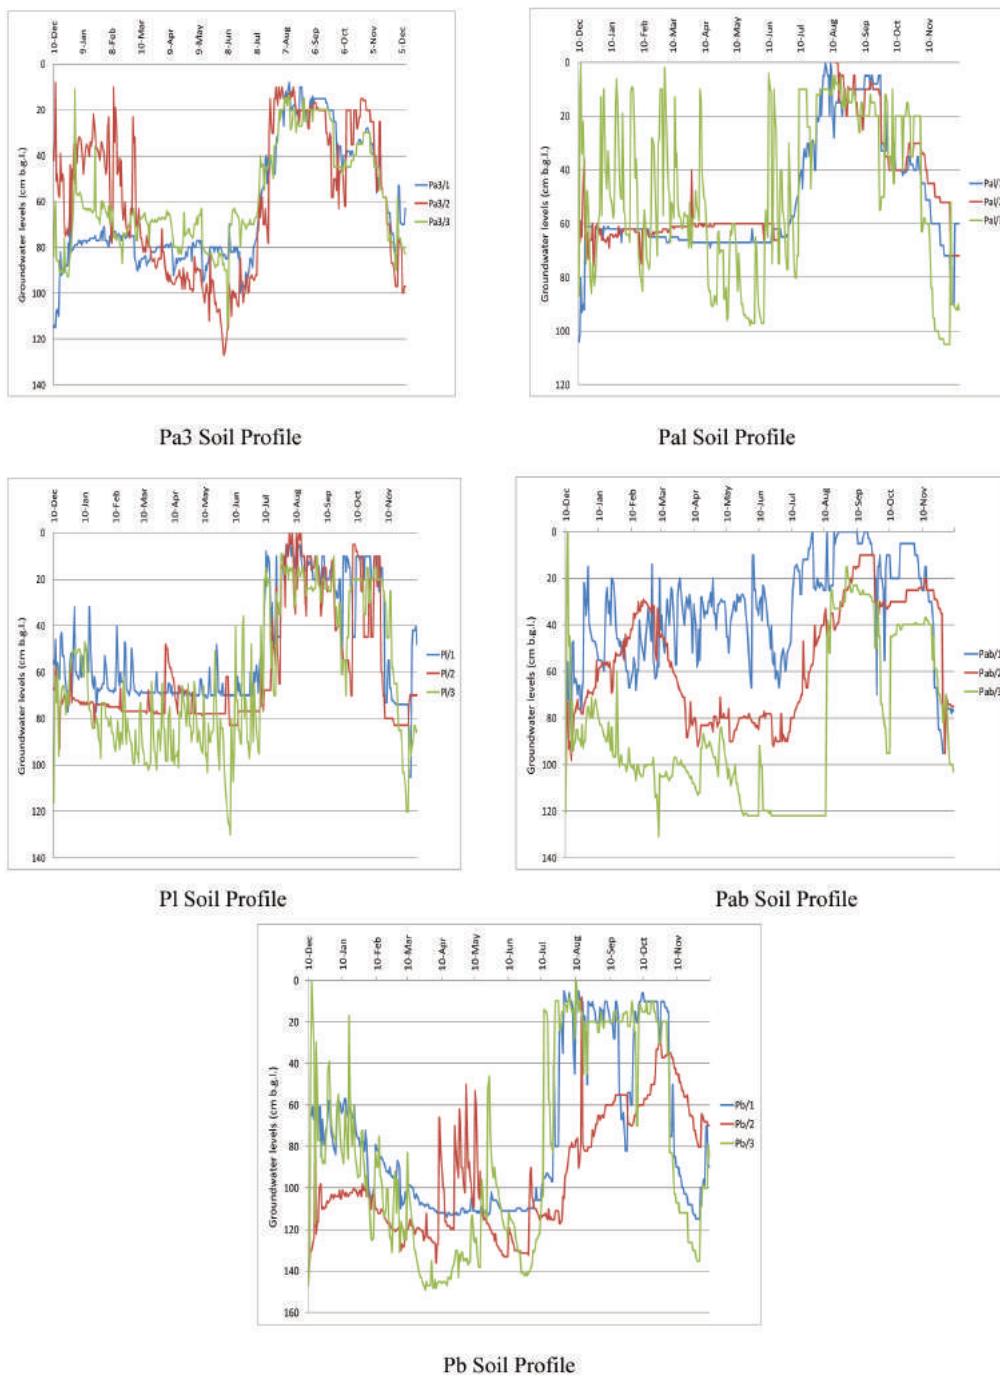 10-Dec
9-Jan
8-Feb
10-Mar
9-Apr
9-May
8-Jun
8-Jul
7-Aug
6-Sep
6-Oct
5-Nov
5-Dec
Groundwater levels (cm b.g.l.)
0
20
40
60
80
100
120
140
Pa3/1
Pa3/2
Pa3/3
Pa3 Soil Profile
10-Dec
10-Jan
10-Feb
10-Mar
10-Apr
10-May
10-Jun
10-Jul
10-Aug
10-Sep
10-Oct
10-Nov
Groundwater levels (cm b.g.l.)
0
20
40
60
80
100
120
Pal Soil Profile
10-Dec
10-Jan
10-Feb
10-Mar
10-Apr
10-May
10-Jun
10-Jul
10-Aug
10-Sep
10-Oct
10-Nov
Groundwater levels (cm b.g.l.)
0
20
40
60
80
100
120
140
Pl/1
Pl/2
Pl/3
Pl Soil Profile
10-Dec
10-Jan
10-Feb
10-Mar
10-Apr
10-May
10-Jun
10-Jul
10-Aug
10-Sep
10-Oct
10-Nov
Groundwater levels (cm b.g.l.)
0
20
40
60
80
100
120
140
Pab/1
Pab/2
Pab/3
Pab Soil Profile
10-Dec
10-Jan
10-Feb
10-Mar
10-Apr
10-May
10-Jun
10-Jul
10-Aug
10-Sep
10-Oct
10-Nov
Groundwater levels (cm b.g.l.)
0
20
40
60
80
100
120
140
160
Pb/1
Pb/2
Pb/3
Pb Soil Profile